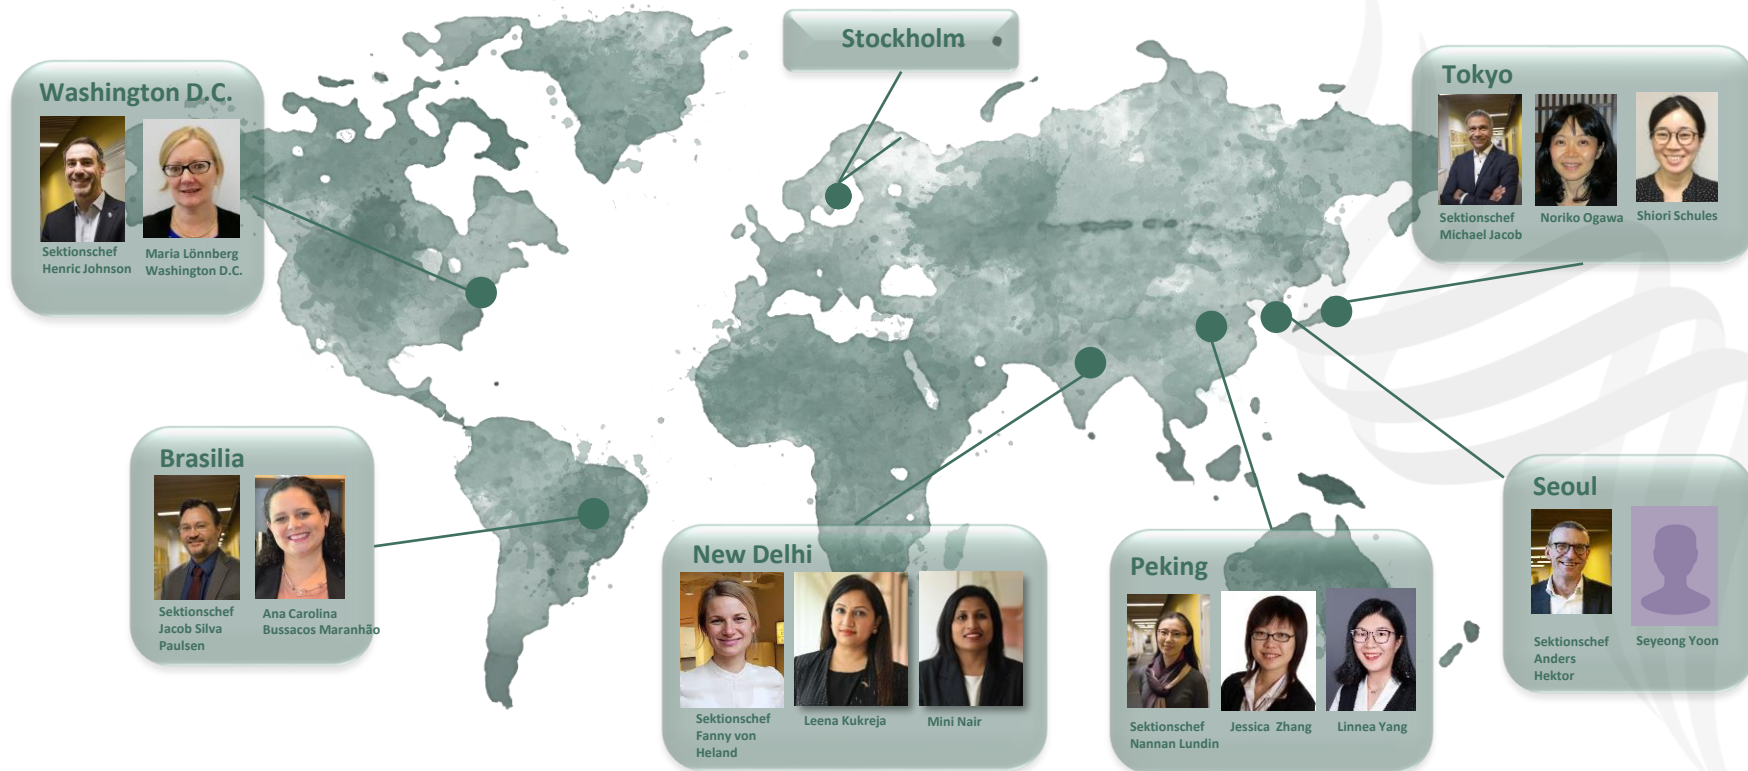 Stockholm
Washington D.C.
Sektionschef
Henric Johnson
Maria Lönnberg
Washington D.C.
Tokyo
Sektionschef
Michael Jacob
Noriko Ogawa
Shiori Schules
Brasilia
Sektionschef
Jacob Silva
Paulsen
Ana Carolina
Bussacos Maranhão
New Delhi
Sektionschef
Fanny von
Heland
Leena Kukreja
Mini Nair
Peking
Sektionschef
Nannan Lundin
Jessica Zhang
Linnea Yang
Seoul
Sektionschef
Anders
Hektor
Seyeong Yoon